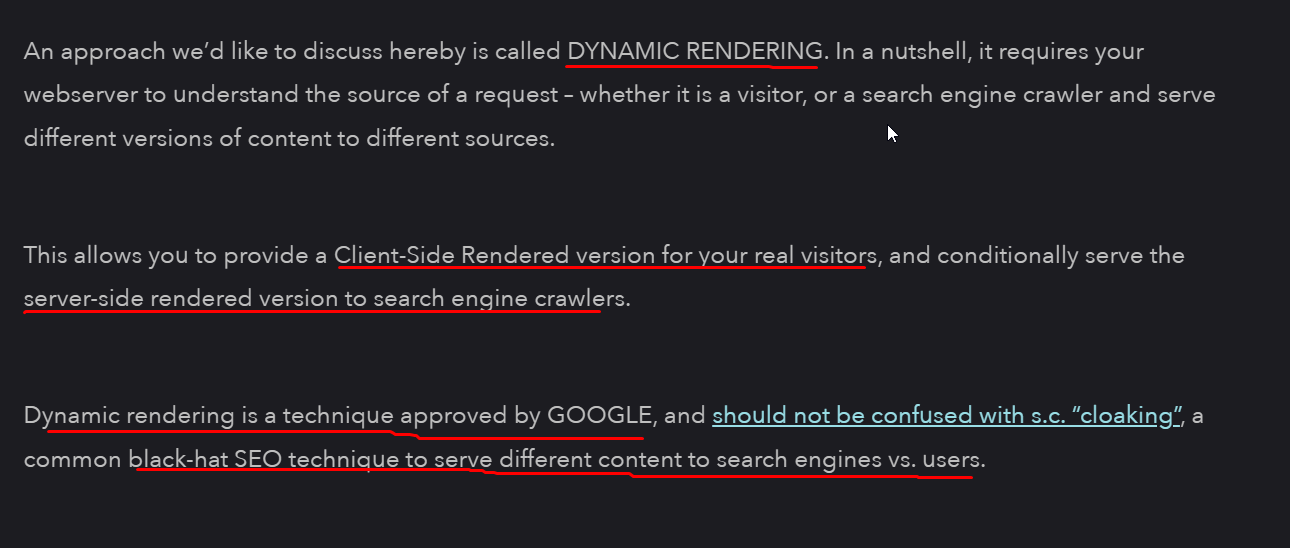 An approach we’d like to discuss hereby is called DYNAMIC RENDERING. In a nutshell, it requires your
webserver to understand the source of a request – whether it is a visitor, or a search engine crawler and serve
different versions of content to different sources.
This allows you to provide a Client-Side Rendered version for your real visitors, and conditionally serve the
server-side rendered version to search engine crawlers.
Dynamic rendering is a technique approved by GOOGLE, and should not be confused with s.c. “cloaking”, a
common black-hat SEO technique to serve different content to search engines vs. users.